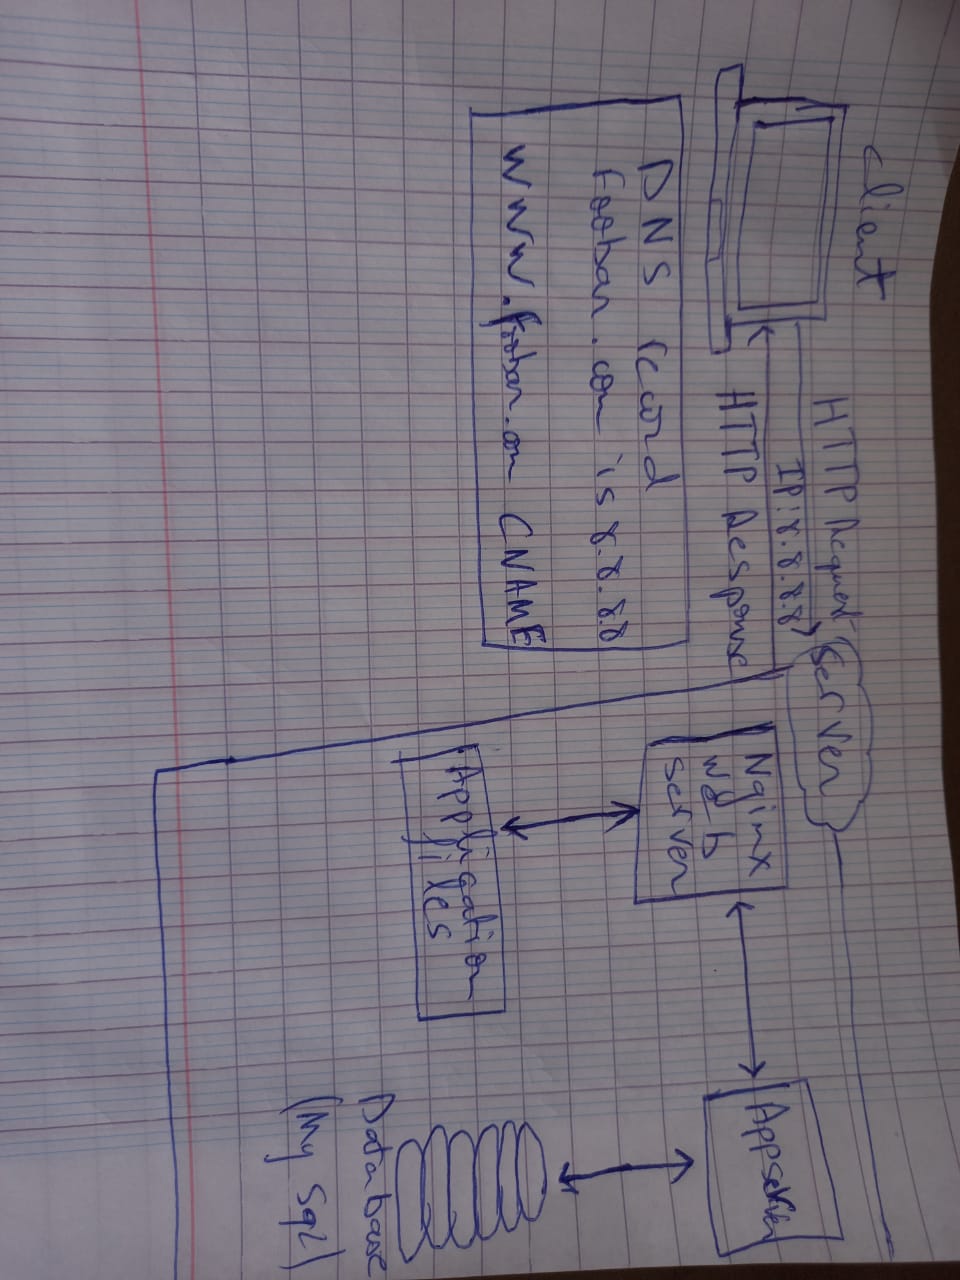 Client
HTTP Request
IP: 8.8.8.8
HTTP Response
Server
DNS record
foobar.com is 8.8.8.8
www.foobar.com CNAME
Nginx
web
server
Appserver
Application
files
Database
(My SqL)